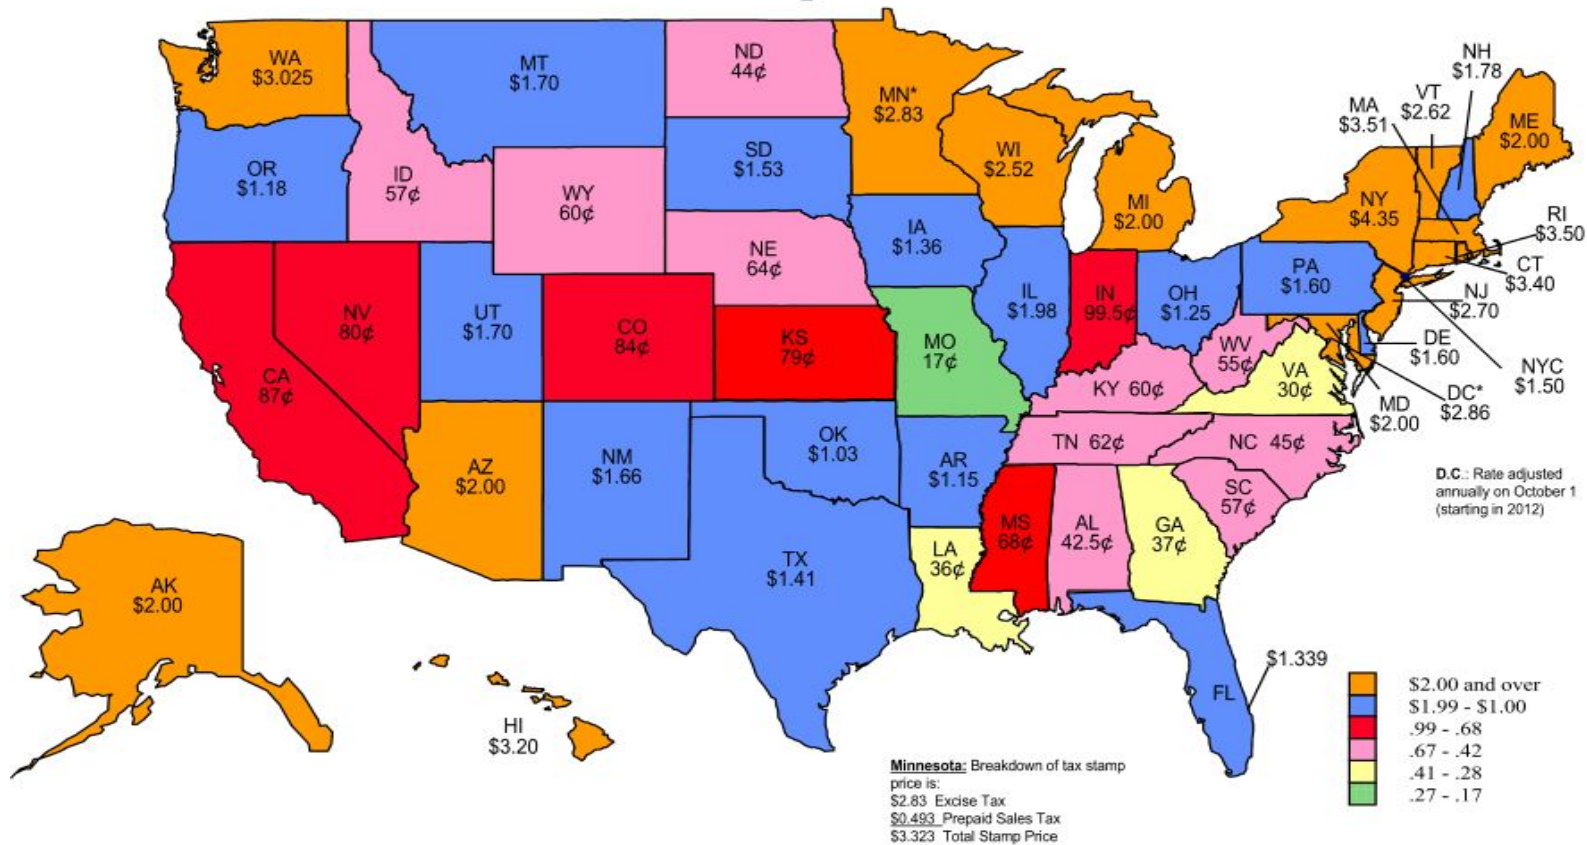 WA
$3.025
MT
$1.70
ND
44¢
MN*
$2.83
NH
$1.78
VT
$2.62
MA
$3.51
ME
$2.00
OR
$1.18
ID
57¢
WY
60¢
SD
$1.53
WI
$2.52
MI
$2.00
NY
$4.35
RI
$3.50
CT
$3.40
NE
64¢
IA
$1.36
PA
$1.60
NJ
$2.70
NV
80¢
UT
$1.70
CO
84¢
KS
79¢
MO
17¢
IL
$1.98
IN
99.5¢
OH
$1.25
WV
55¢
VA
30¢
DE
$1.60
NYC
$1.50
DC*
$2.86
MD
$2.00
CA
87¢
KY 60¢
AZ
$2.00
NM
$1.66
OK
$1.03
AR
$1.15
TN 62¢
NC 45¢
SC
57¢
D.C.: Rate adjusted
annually on October 1
(starting in 2012)
TX
$1.41
LA
36¢
MS
68¢
AL
42.5¢
GA
37¢
AK
$2.00
HI
$3.20
FL
$1.339
$2.00 and over
$1.99 - $1.00
.99 - .68
.67 - .42
.41 - .28
.27 - .17
Minnesota: Breakdown of tax stamp
price is:
$2.83 Excise Tax
$0.493 Prepaid Sales Tax
$3.323 Total Stamp Price